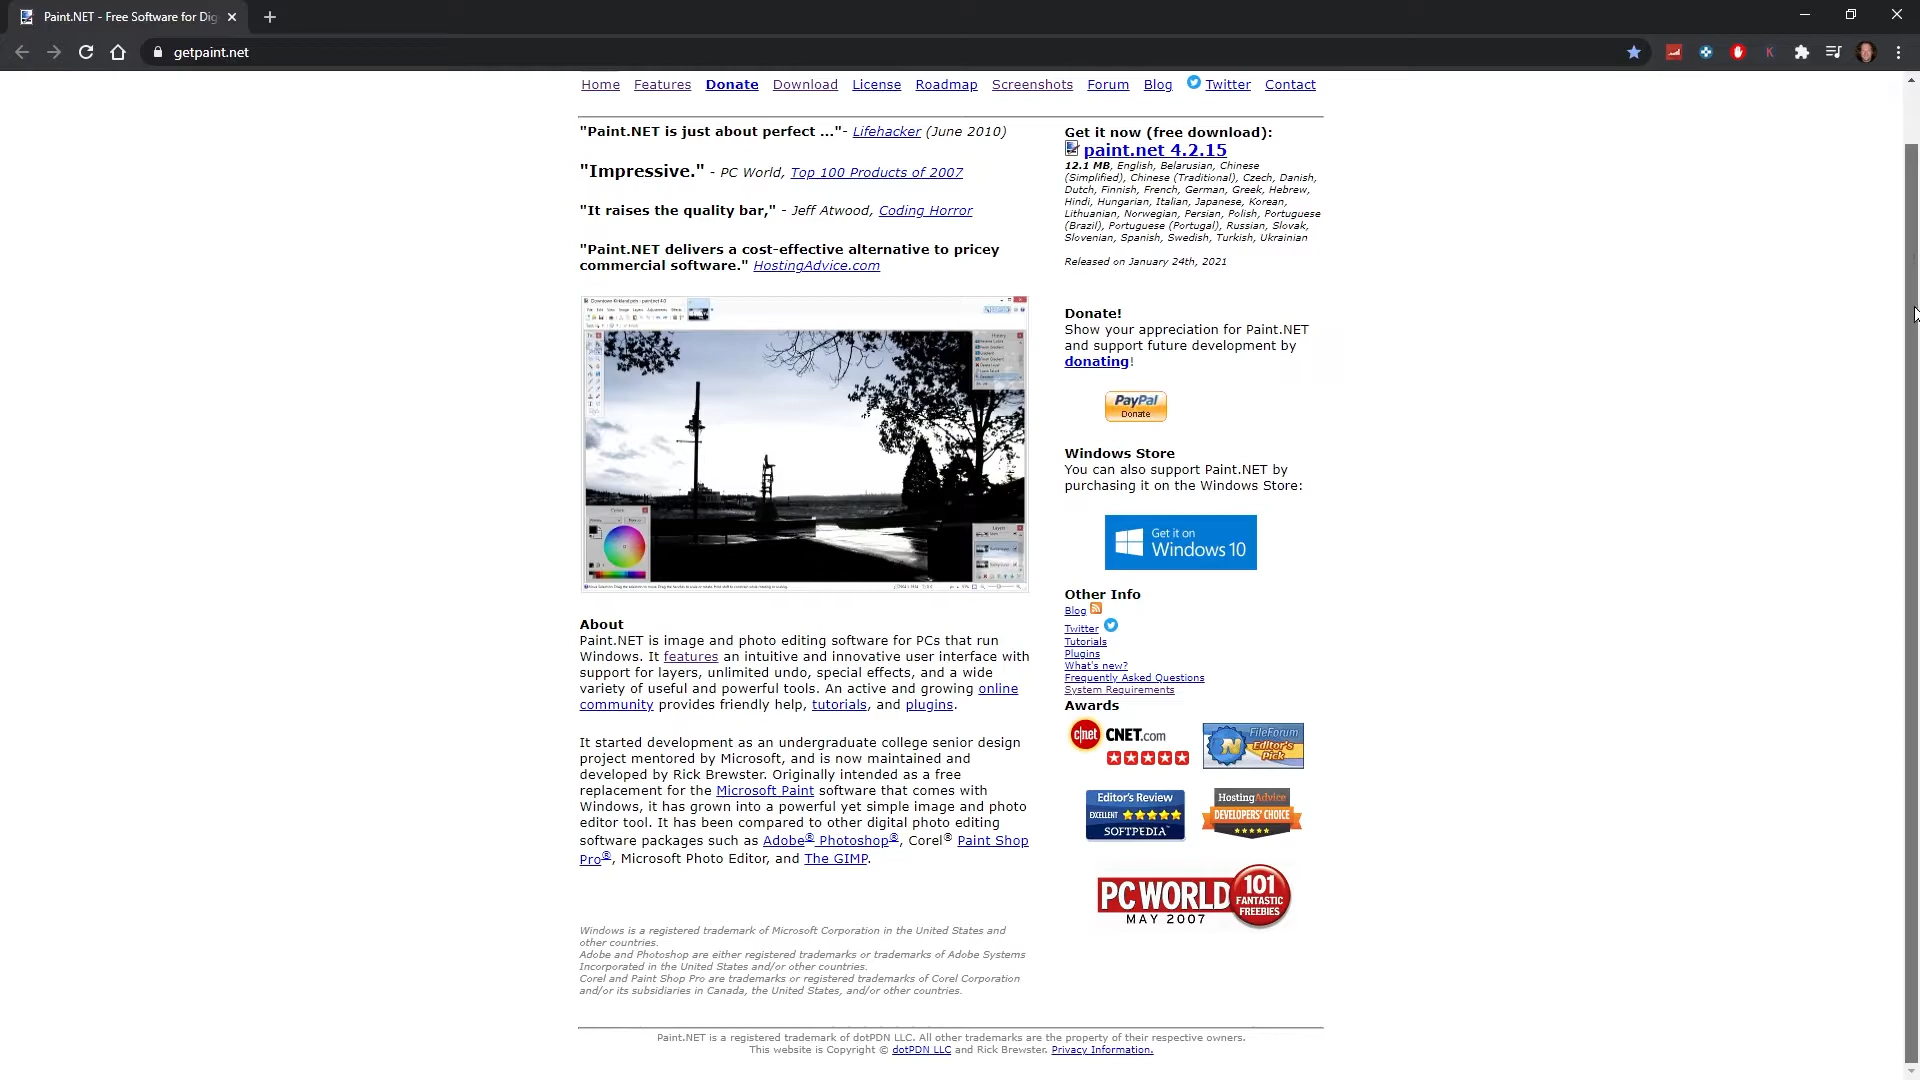 Paint.NET - Free Software for Dig
getpaint.net
Home Features Donate Download License Roadmap Screenshots Forum Blog Twitter Contact
"Paint.NET is just about perfect ..."- Lifehacker (June 2010)
"Impressive." - PC World, Top 100 Products of 2007
"It raises the quality bar," - Jeff Atwood, Coding Horror
"Paint.NET delivers a cost-effective alternative to pricey
commercial software." HostingAdvice.com
About
Paint.NET is image and photo editing software for PCs that run
Windows. It features an intuitive and innovative user interface with
support for layers, unlimited undo, special effects, and a wide
variety of useful and powerful tools. An active and growing online
community provides friendly help, tutorials, and plugins.
It started development as an undergraduate college senior design
project mentored by Microsoft, and is now maintained and
developed by Rick Brewster. Originally intended as a free
replacement for the Microsoft Paint software that comes with
Windows, it has grown into a powerful yet simple image and photo
editor tool. It has been compared to other digital photo editing
software packages such as Adobe® Photoshop®, Corel® Paint Shop
Pro®, Microsoft Photo Editor, and The GIMP.
Windows is a registered trademark of Microsoft Corporation in the United States and
other countries.
Adobe and Photoshop are either registered trademarks or trademarks of Adobe Systems
Incorporated in the United States and/or other countries.
Corel and Paint Shop Pro are trademarks or registered trademarks of Corel Corporation
and/or its subsidiaries in Canada, the United States, and/or other countries.
Get it now (free download):
paint.net 4.2.15
12.1 MB, English, Belarusian, Chinese
(Simplified), Chinese (Traditional), Czech, Danish,
Dutch, Finnish, French, German, Greek, Hebrew,
Hindi, Hungarian, Italian, Japanese, Korean,
Lithuanian, Norwegian, Persian, Polish, Portuguese
(Brazil), Portuguese (Portugal), Russian, Slovak,
Slovenian, Spanish, Swedish, Turkish, Ukrainian
Released on January 24th, 2021
Donate!
Show your appreciation for Paint.NET
and support future development by
donating!
PayPal
Donate
Windows Store
You can also support Paint.NET by
purchasing it on the Windows Store:
Get it on
Windows 10
Other Info
Blog
Twitter
Tutorials
Plugins
What's new?
Frequently Asked Questions
System Requirements
Awards
c|net CNET.com
FileForum
Editor's
Pick
Editor's Review
EXCELLENT
SOFTPEDIA™
HostingAdvice
DEVELOPERS' CHOICE
PC WORLD
MAY 2007
101
FANTASTIC
FREEBIES
Paint.NET is a registered trademark of dotPDN LLC. All other trademarks are the property of their respective owners.
This website is Copyright © dotPDN LLC and Rick Brewster. Privacy Information.